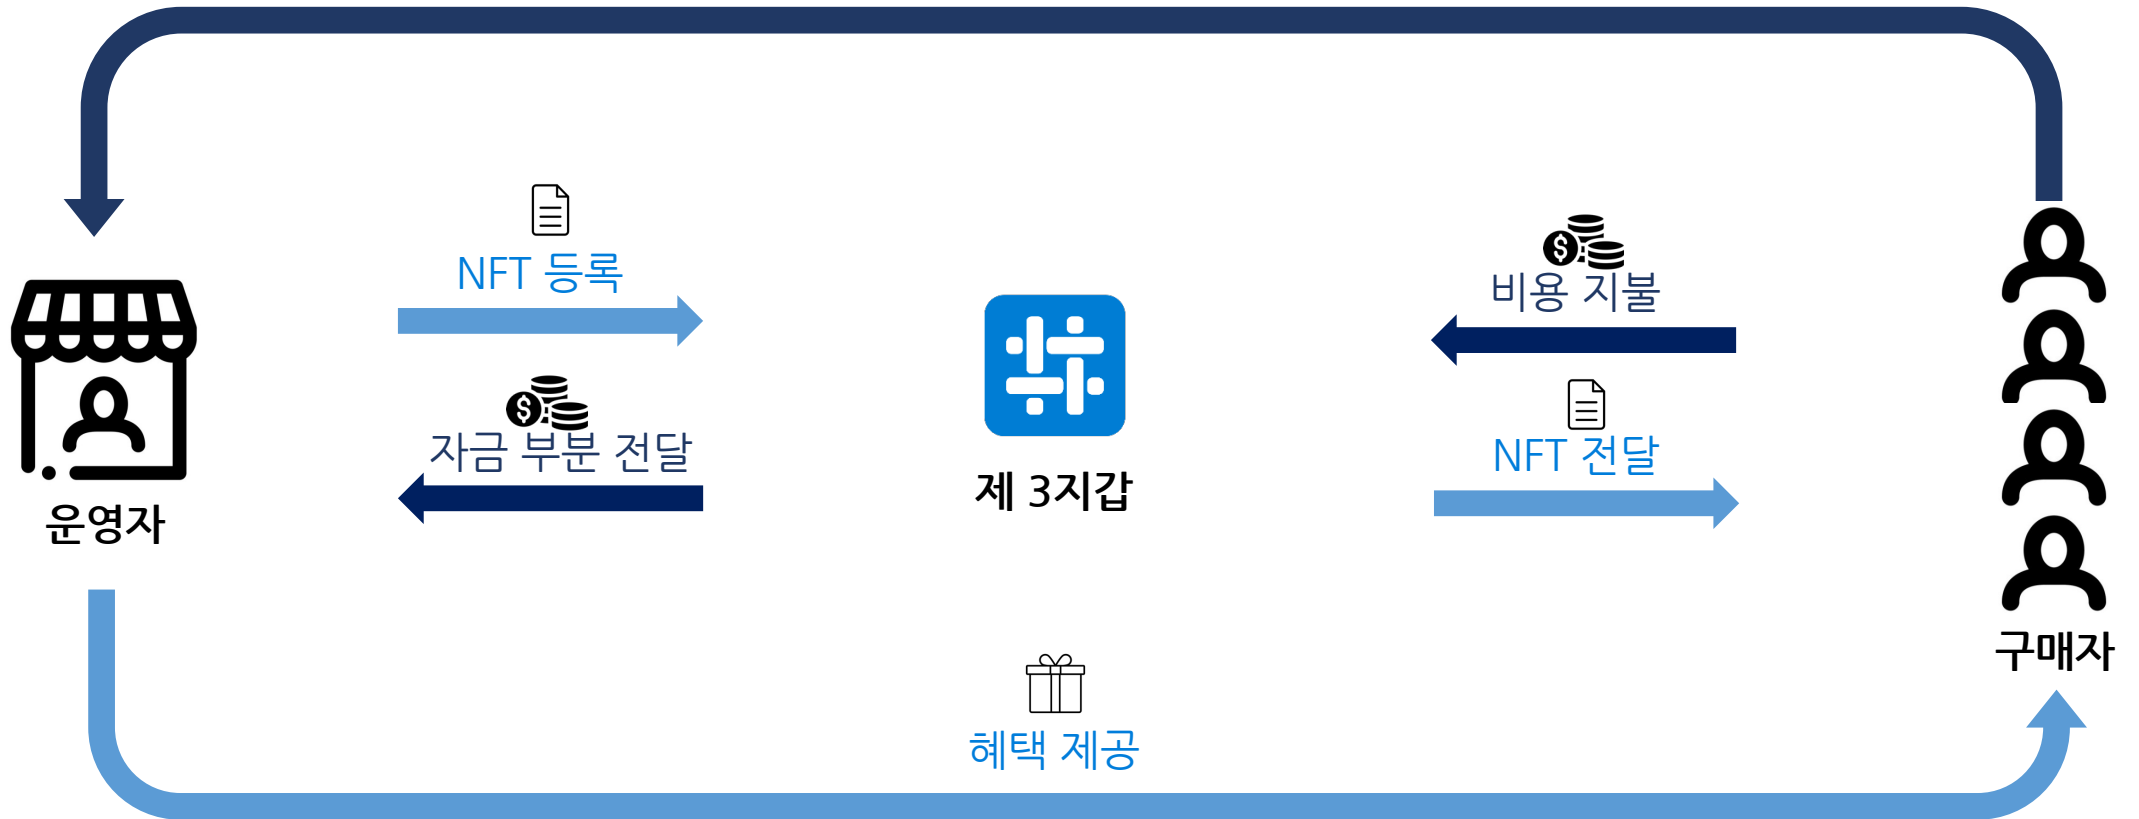 NFT 등록
비용 지불
자금 부분 전달
NFT 전달
제 3지갑
운영자
구매자
혜택 제공